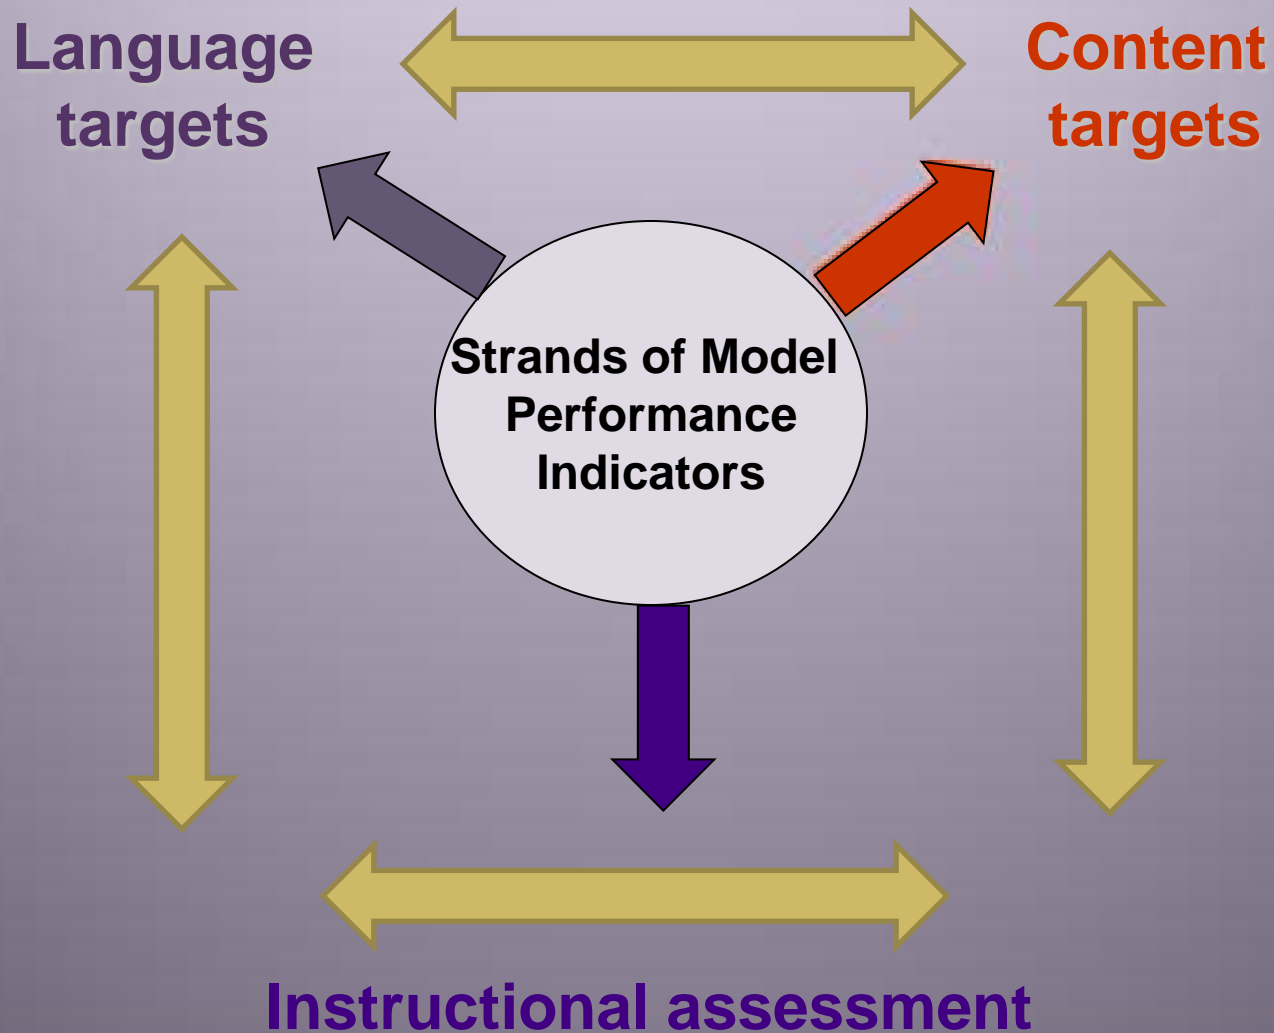 Language
targets
Content
targets
Strands of Model
Performance
Indicators
Instructional assessment